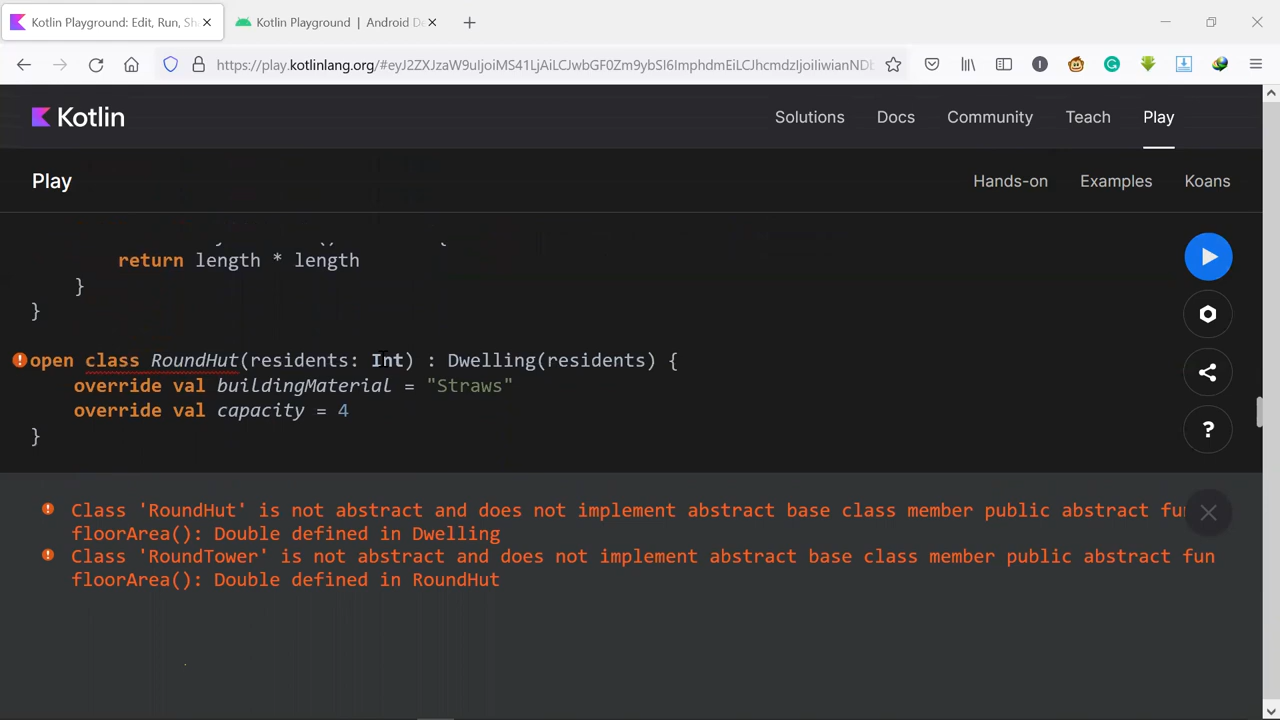 Kotlin Playground: Edit, Run, Sh
Kotlin Playground | Android De
https://play.kotlinlang.org/#eyJ2ZXJzaW9uIjoiMS41LjAiLCJwbGF0Zm9ybSI6ImphdmEiLCJhcmdzIjoiIiwianNDb
Kotlin
Solutions
Docs
Community
Teach
Play
Play
Hands-on
Examples
Koans
return length * length
}
}
open class RoundHut(residents: Int) : Dwelling(residents) {
override val buildingMaterial = "Straws"
override val capacity = 4
}
Class 'RoundHut' is not abstract and does not implement abstract base class member public abstract fun
floorArea(): Double defined in Dwelling
Class 'RoundTower' is not abstract and does not implement abstract base class member public abstract fun
floorArea(): Double defined in RoundHut